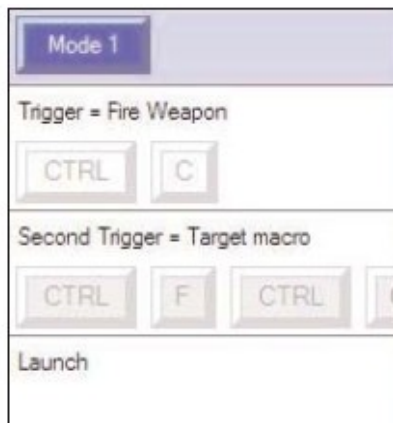 Mode 1
Trigger = Fire Weapon
CTRL C
Second Trigger = Target macro
CTRL F CTRL
Launch